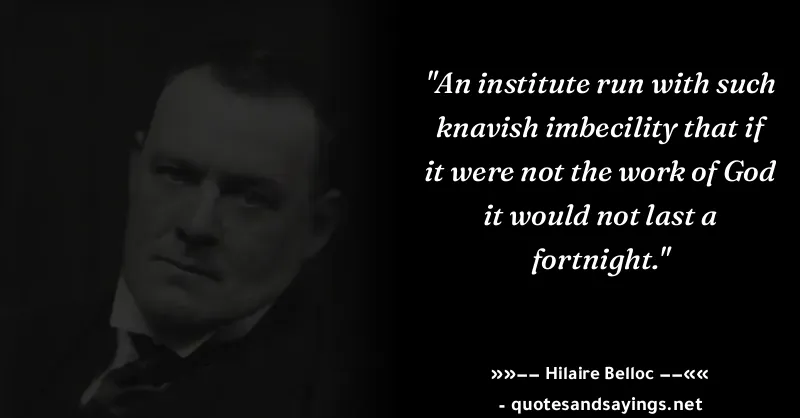 "An institute run with such
knavish imbecility that if
it were not the work of God
it would not last a
fortnight."
»»−− Hilaire Belloc −−««
- quotesandsayings.net